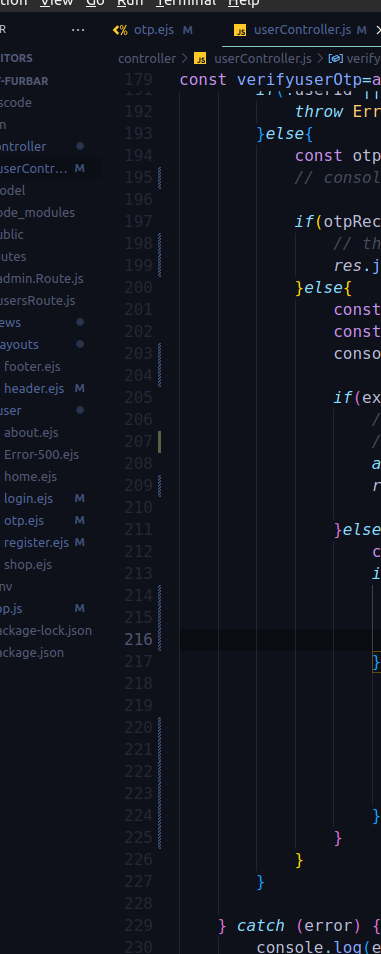 tion View Go Run Terminal Help
R ···
otp.ejs M
userController.js M
ITORS
controller > JS userController.js > verify
T-FURBAR
179 const verifyuserOtp=a
scode
ontroller
userContr... M
odel
ode_modules
ublic
utes
admin.Route.js
usersRoute.js
ews
ayouts
footer.ejs
header.ejs M
user
about.ejs
Error-500.ejs
home.ejs
login.ejs M
otp.ejs M
register.ejs M
shop.ejs
nv
pp.js M
ackage-lock.json
ackage.json
191 if(!userId ||
192 throw Err
193 }else{
194 const otp
195 // consol
196
197 if(otpRec
198 // th
199 res.j
200 }else{
201 const
202 const
203 conso
204
205 if(ex
206 /
207 /
208 a
209 r
210
211 }else
212 c
213 i
214
215
216
217 }
218
219
220
221
222
223
224 }
225 }
226 }
227 }
228
229 } catch (error) {
230 console.log(e